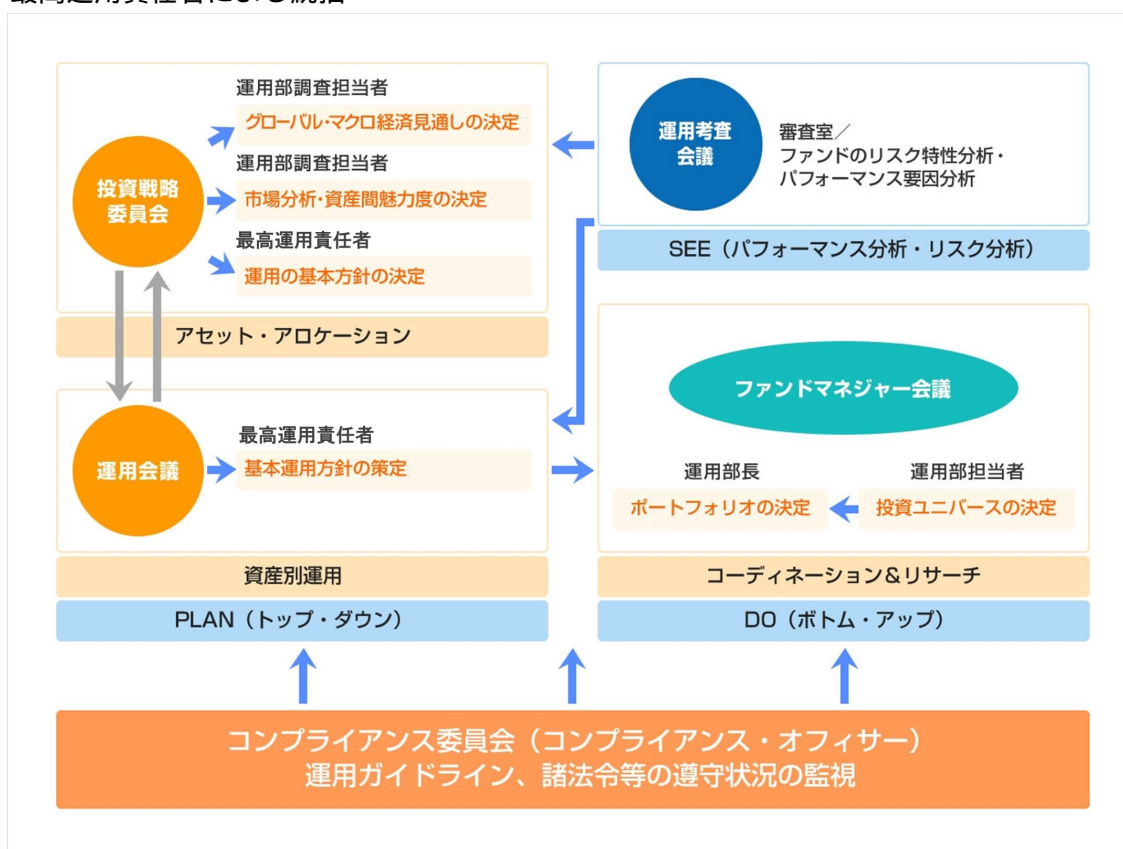 最高運用責任者による統括
運用部調査担当者
グローバル・マクロ経済見通しの決定
運用部調査担当者
市場分析・資産間魅力度の決定
最高運用責任者
運用の基本方針の決定
投資戦略
委員会
アセット・アロケーション
運用考査
会議
審査室／
ファンドのリスク特性分析・
パフォーマンス要因分析
SEE（パフォーマンス分析・リスク分析）
運用会議
最高運用責任者
基本運用方針の策定
資産別運用
PLAN（トップ・ダウン）
ファンドマネジャー会議
運用部長
ポートフォリオの決定
運用部担当者
投資ユニバースの決定
コーディネーション＆リサーチ
DO（ボトム・アップ）
コンプライアンス委員会（コンプライアンス・オフィサー）
運用ガイドライン、諸法令等の遵守状況の監視